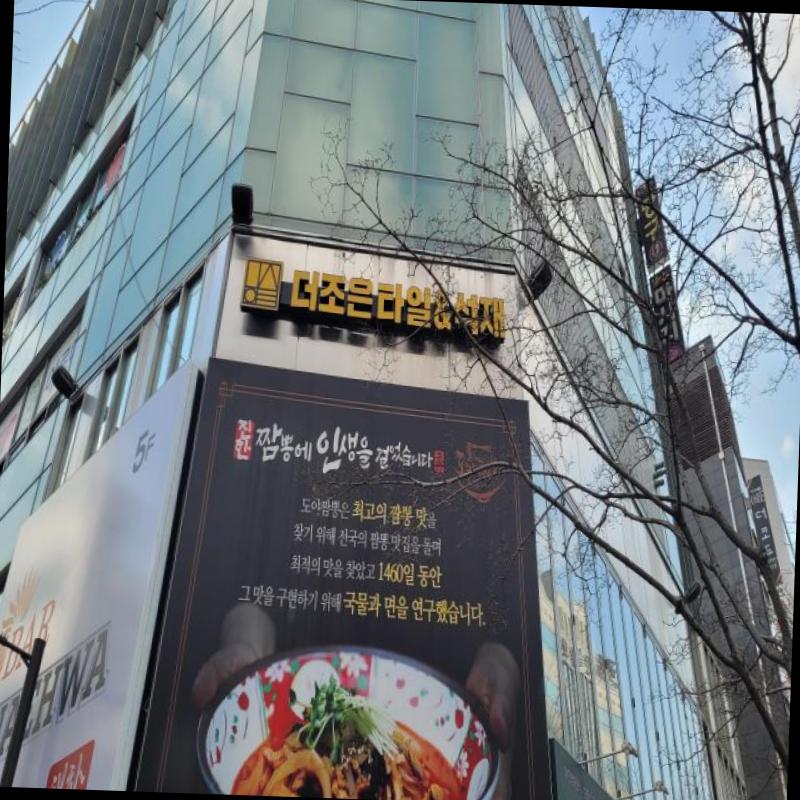 더조은타일&석재
진한 짬뽕에 인생을 걸었습니다
도야짬뽕은 최고의 짬뽕 맛을
찾기 위해 전국의 짬뽕 맛집을 돌며
최적의 맛을 찾았고 1460일 동안
그 맛을 구현하기 위해 국물과 면을 연구했습니다.
5F
BAR